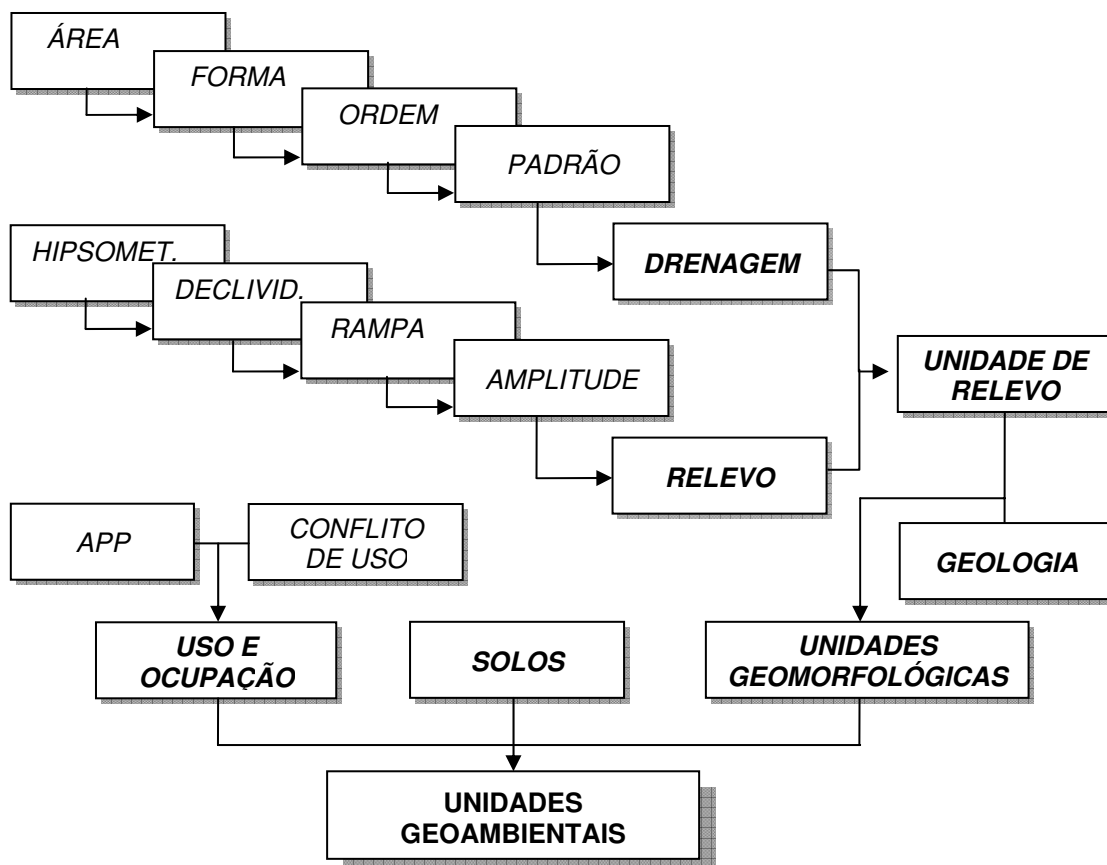 ÁREA
FORMA
ORDEM
PADRÃO
HIPSOMET.
DECLIVID.
RAMPA
AMPLITUDE
DRENAGEM
RELEVO
UNIDADE DE
RELEVO
APP
CONFLITO
DE USO
GEOLOGIA
USO E
OCUPAÇÃO
SOLOS
UNIDADES
GEOMORFOLÓGICAS
UNIDADES
GEOAMBIENTAIS